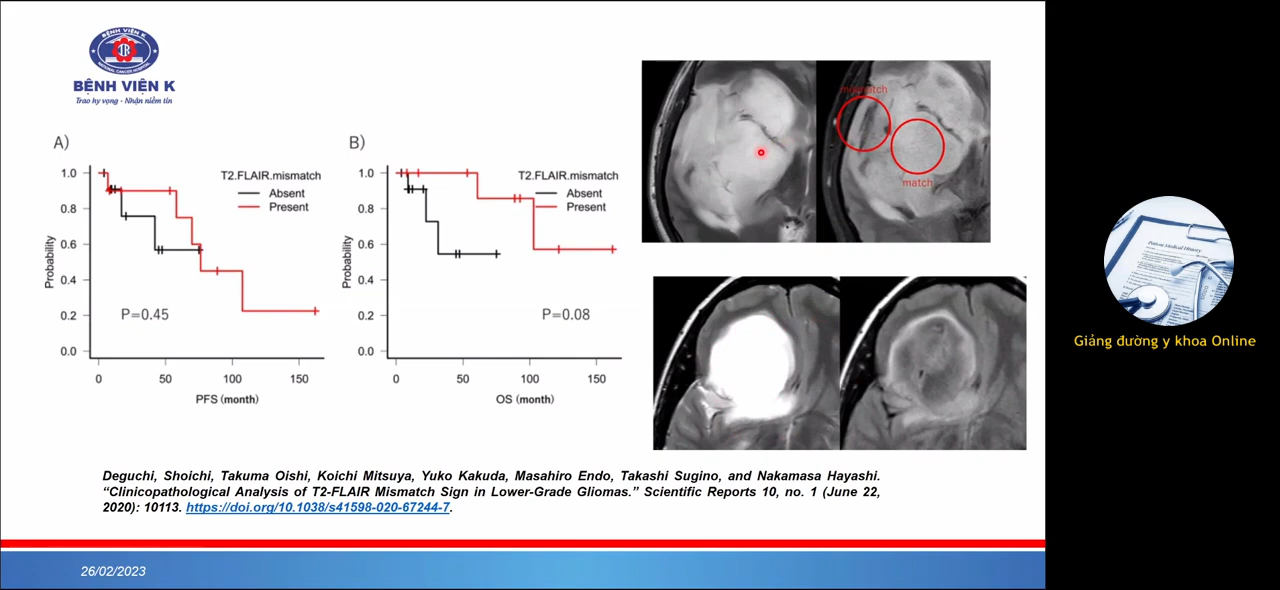 BỆNH VIỆN K
Trao hy vọng - Nhận niềm tin
A)
T2.FLAIR.mismatch
Absent
Present
1.0
0.8
0.6
0.4
0.2
0.0
Probability
P=0.45
0
50
100
150
PFS (month)
B)
T2.FLAIR.mismatch
Absent
Present
1.0
0.8
0.6
0.4
0.2
0.0
Probability
P=0.08
0
50
100
150
OS (month)
mismatch
match
Deguchi, Shoichi, Takuma Oishi, Koichi Mitsuya, Yuko Kakuda, Masahiro Endo, Takashi Sugino, and Nakamasa Hayashi.
“Clinicopathological Analysis of T2-FLAIR Mismatch Sign in Lower-Grade Gliomas.” Scientific Reports 10, no. 1 (June 22,
2020): 10113. https://doi.org/10.1038/s41598-020-67244-7.
26/02/2023
Patient Medical History
Giảng đường y khoa Online